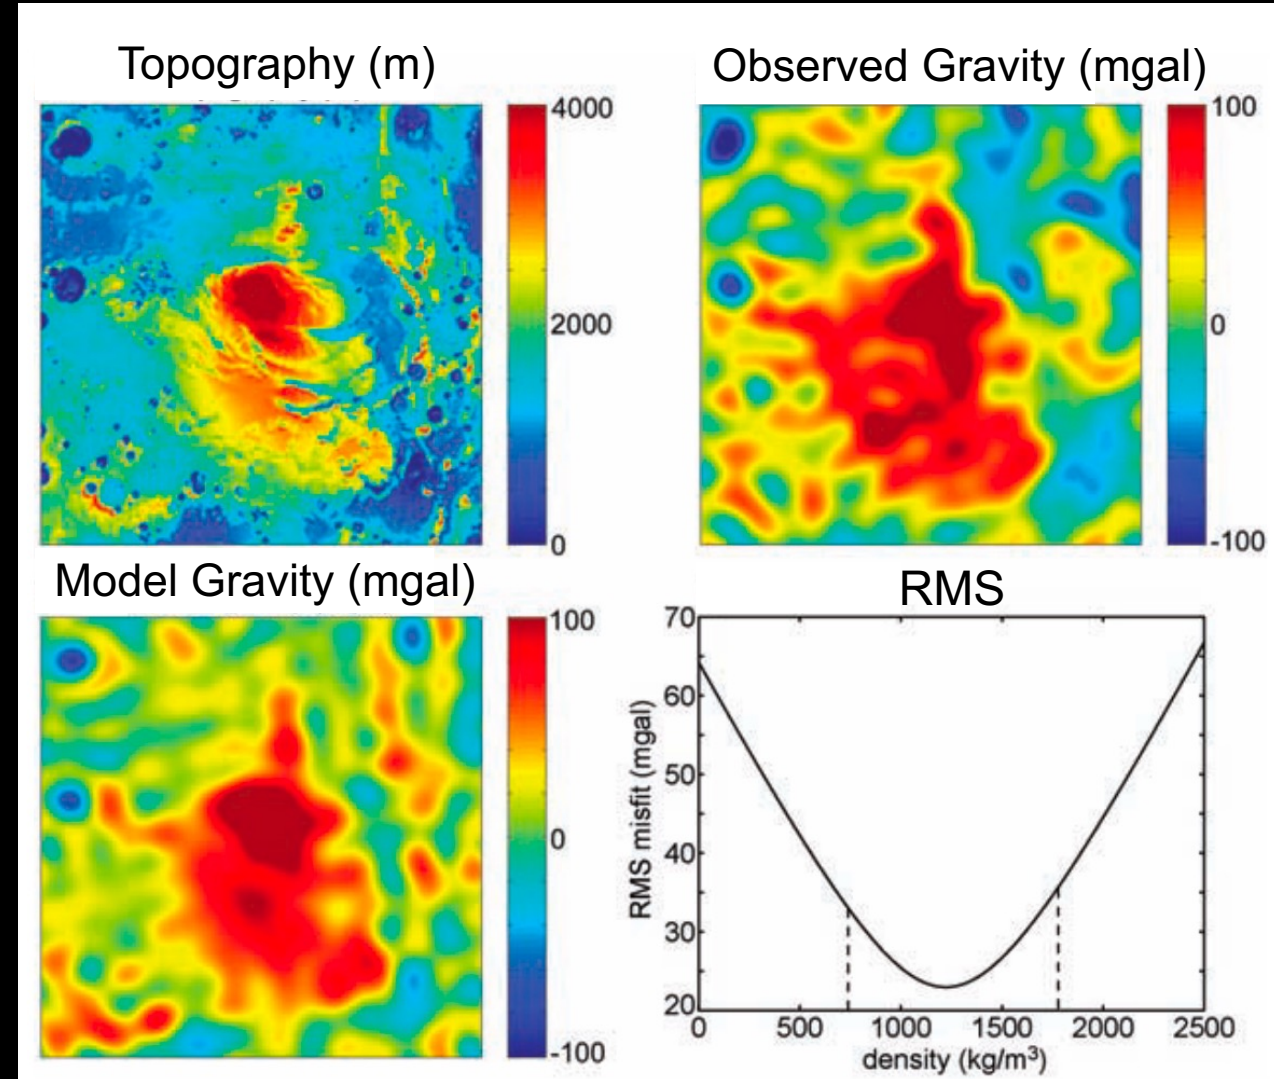 Topography (m)
4000
2000
0
Observed Gravity (mgal)
100
0
-100
Model Gravity (mgal)
100
0
-100
RMS
RMS misfit (mgal)
70
60
50
40
30
20
0 500 1000 1500 2000 2500
density (kg/m³)